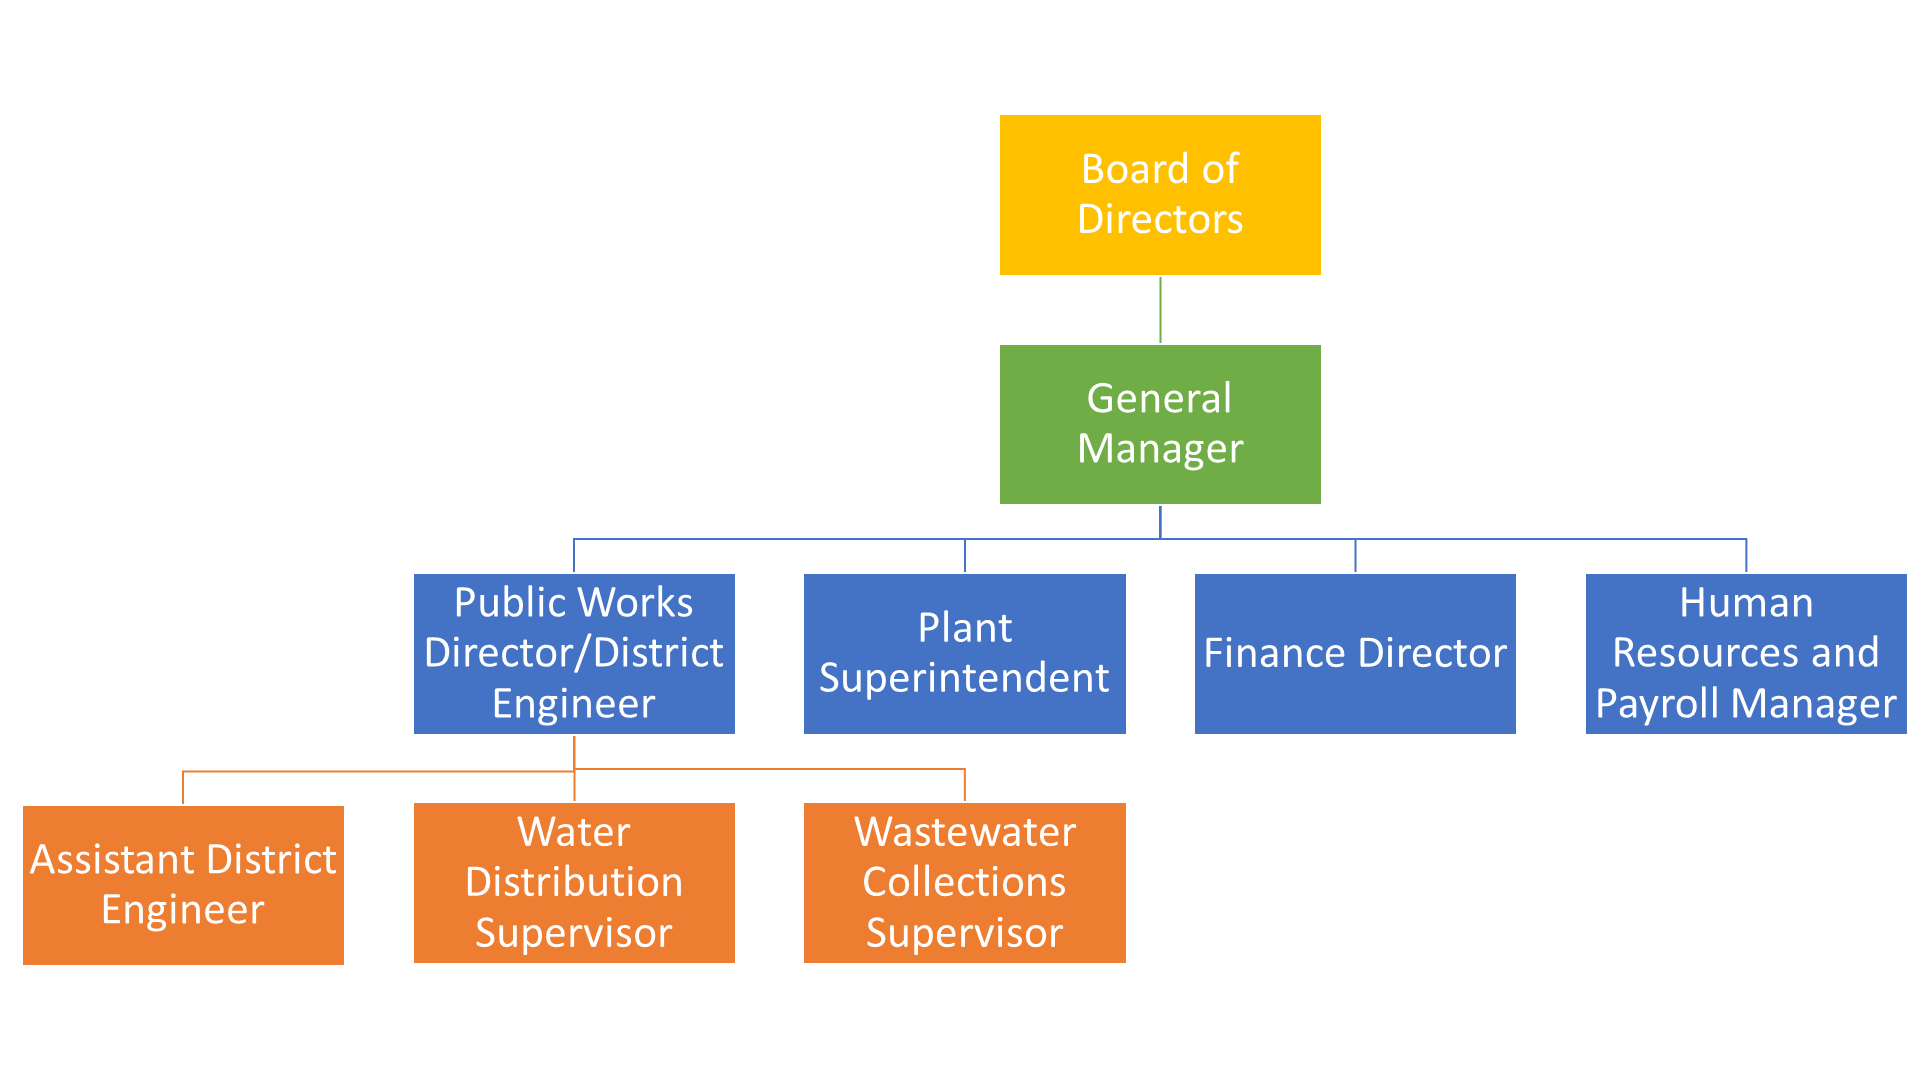 Board of
Directors
General
Manager
Public Works
Director/District
Engineer
Plant
Superintendent
Finance Director
Human
Resources and
Payroll Manager
Assistant District
Engineer
Water
Distribution
Supervisor
Wastewater
Collections
Supervisor